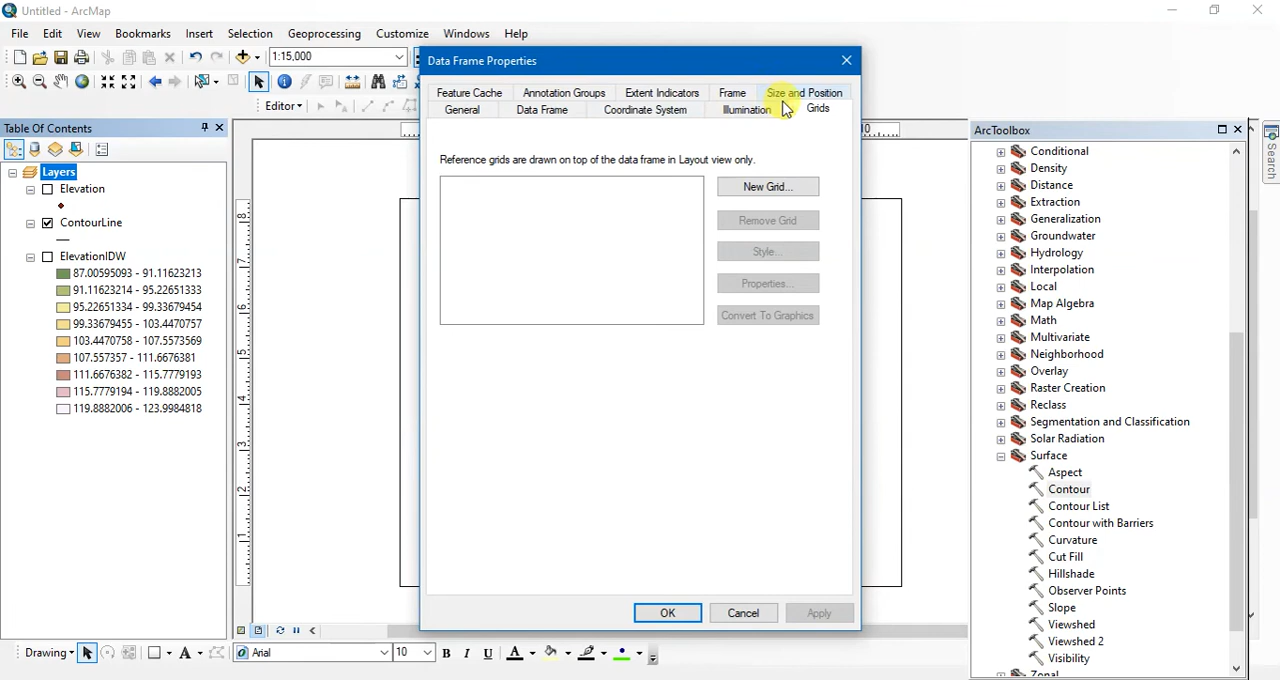 Untitled - ArcMap
File Edit View Bookmarks Insert Selection Geoprocessing Customize Windows Help
1:15,000
Editor
Table Of Contents
Layers
Elevation
ContourLine
ElevationIDW
87.00595093 - 91.11623213
91.11623214 - 95.22651333
95.22651334 - 99.33679454
99.33679455 - 103.4470757
103.4470758 - 107.5573569
107.557357 - 111.6676381
111.6676382 - 115.7779193
115.7779194 - 119.8882005
119.8882006 - 123.9984818
Data Frame Properties
Feature Cache Annotation Groups Extent Indicators Frame Size and Position
General Data Frame Coordinate System Illumination Grids
Reference grids are drawn on top of the data frame in Layout view only.
New Grid...
Remove Grid
Style...
Properties...
Convert To Graphics
OK Cancel Apply
ArcToolbox
Conditional
Density
Distance
Extraction
Generalization
Groundwater
Hydrology
Interpolation
Local
Map Algebra
Math
Multivariate
Neighborhood
Overlay
Raster Creation
Reclass
Segmentation and Classification
Solar Radiation
Surface
Aspect
Contour
Contour List
Contour with Barriers
Curvature
Cut Fill
Hillshade
Observer Points
Slope
Viewshed
Viewshed 2
Visibility
Zonal
Search
Drawing A Arial 10 B I U A